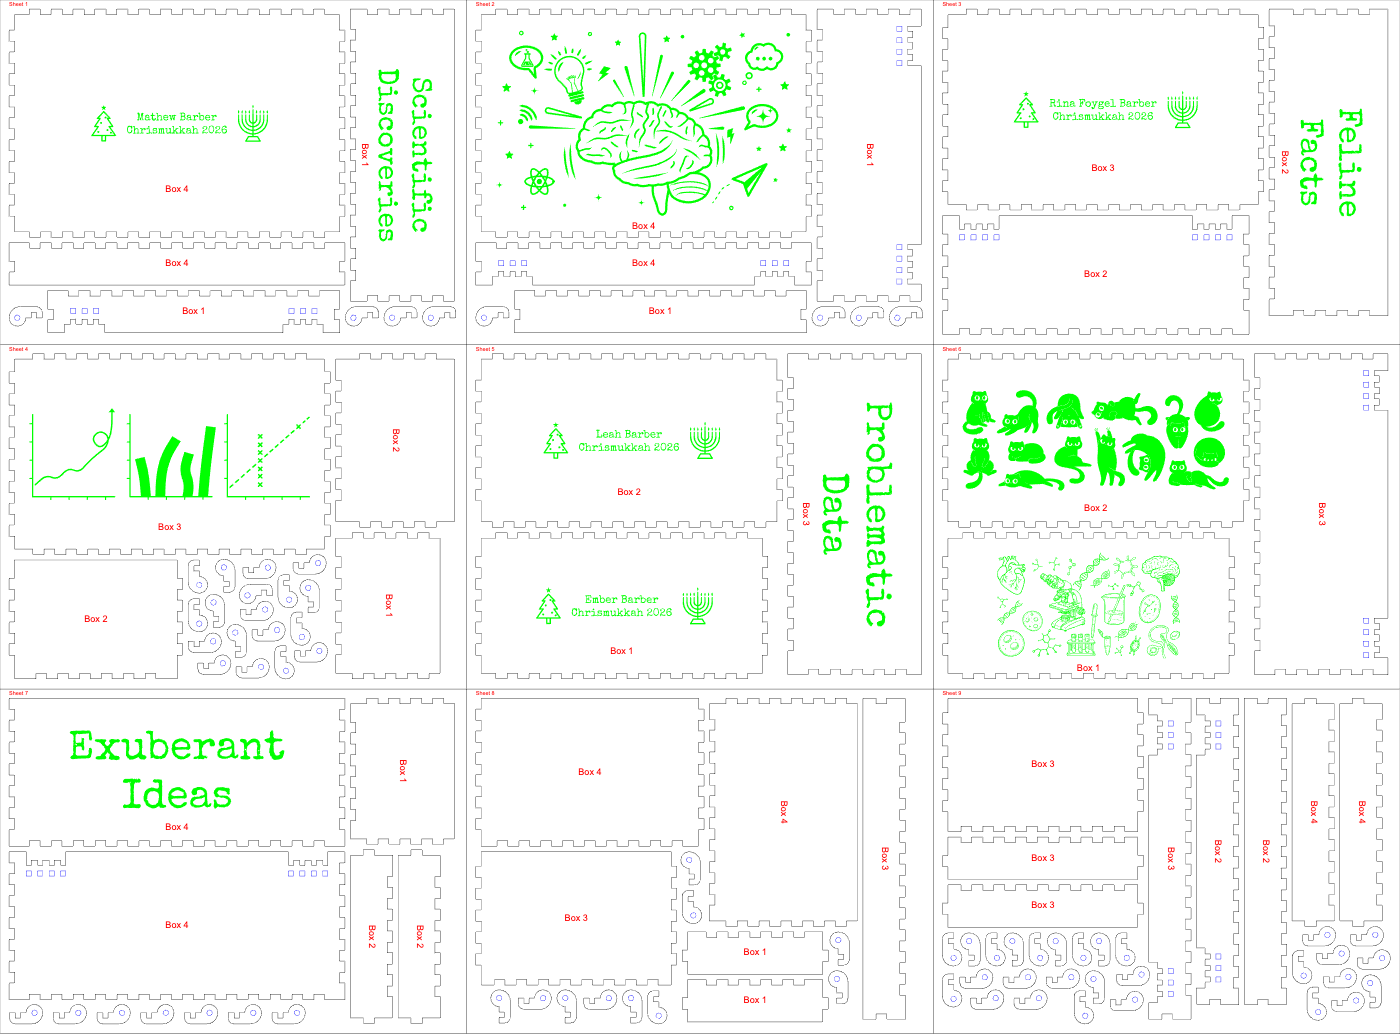 Sheet 1
Mathew Barber
Chrismukkah 2026
Box 4
Box 4
Box 1
Box 1
Scientific
Discoveries
Sheet 2
Box 4
Box 4
Box 1
Box 1
Sheet 3
Rina Foygel Barber
Chrismukkah 2026
Box 3
Box 2
Box 2
Feline
Facts
Sheet 4
Box 3
Box 2
Box 2
Box 1
Sheet 5
Leah Barber
Chrismukkah 2026
Box 2
Ember Barber
Chrismukkah 2026
Box 1
Box 3
Problematic
Data
Sheet 6
Box 2
Box 1
Box 3
Sheet 7
Exuberant
Ideas
Box 4
Box 4
Box 1
Box 2
Box 2
Sheet 8
Box 4
Box 3
Box 4
Box 1
Box 1
Box 3
Sheet 9
Box 3
Box 3
Box 3
Box 3
Box 2
Box 2
Box 4
Box 4